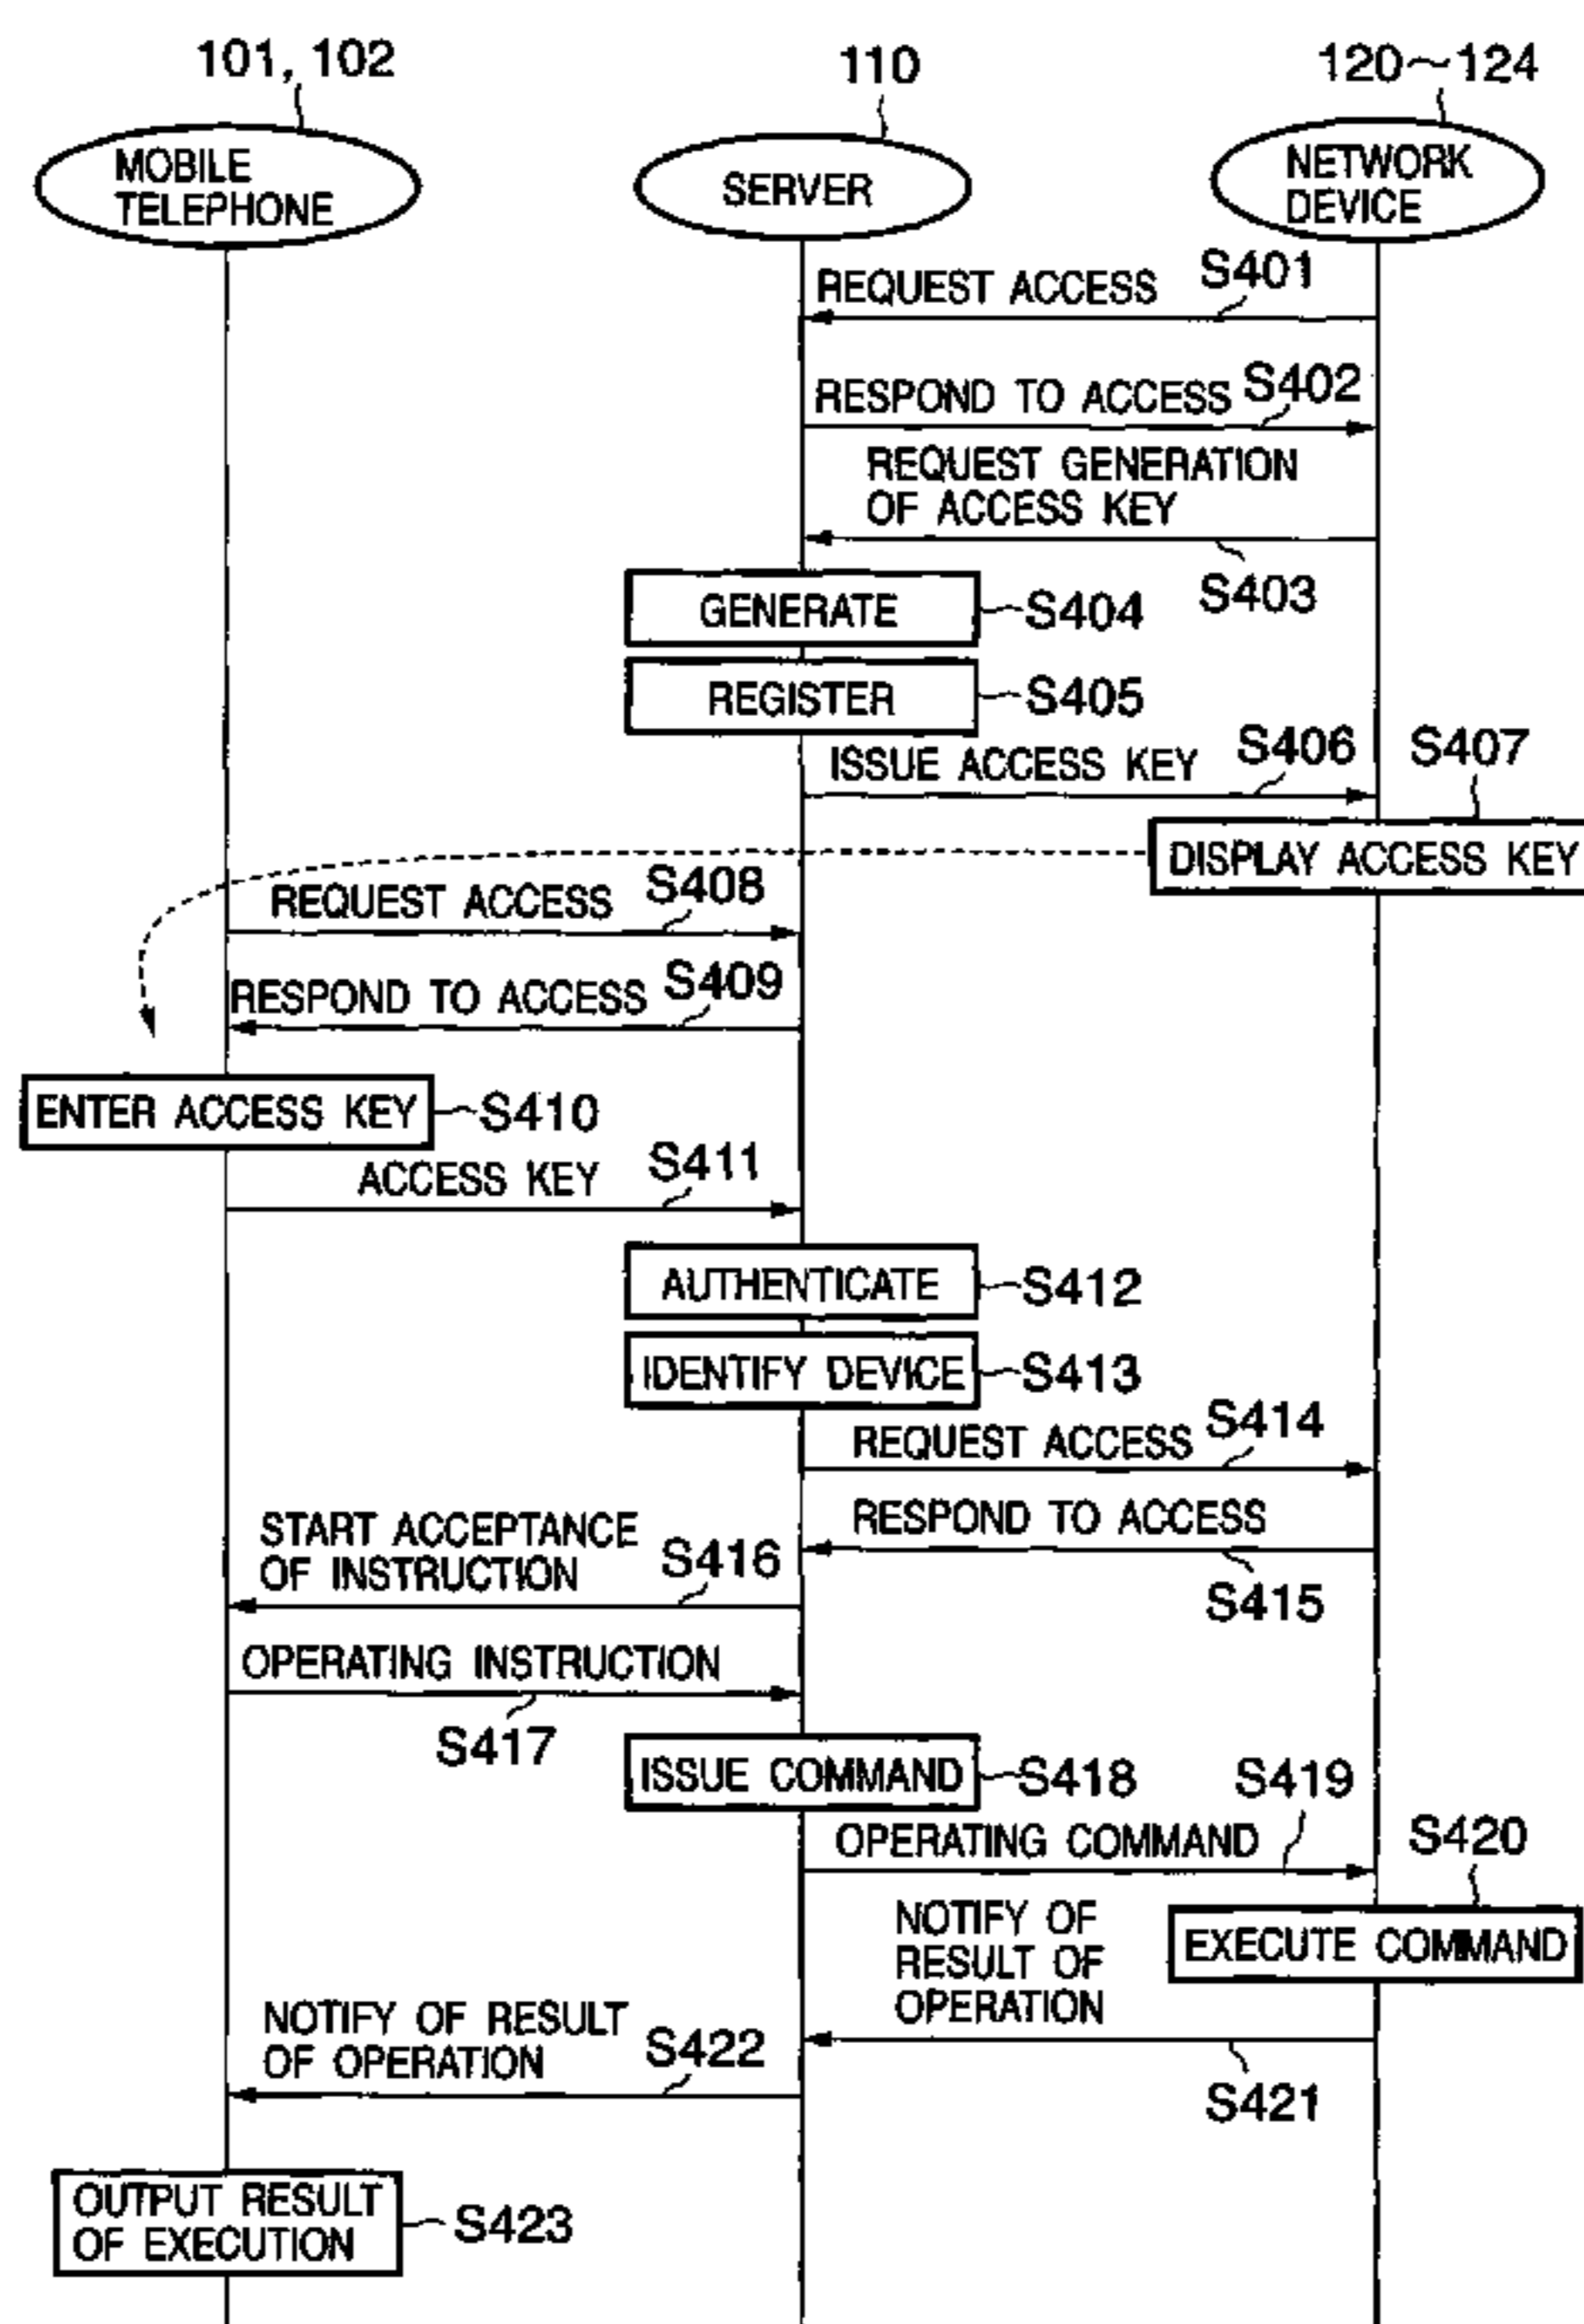 101, 102
110
120~124
MOBILE
TELEPHONE
SERVER
NETWORK
DEVICE
REQUEST ACCESS
S401
RESPOND TO ACCESS
S402
REQUEST GENERATION
OF ACCESS KEY
S403
GENERATE
S404
REGISTER
S405
ISSUE ACCESS KEY
S406
S407
DISPLAY ACCESS KEY
REQUEST ACCESS
S408
RESPOND TO ACCESS
S409
ENTER ACCESS KEY
S410
ACCESS KEY
S411
AUTHENTICATE
S412
IDENTIFY DEVICE
S413
REQUEST ACCESS
S414
RESPOND TO ACCESS
S415
START ACCEPTANCE
OF INSTRUCTION
S416
OPERATING INSTRUCTION
S417
ISSUE COMMAND
S418
OPERATING COMMAND
S419
S420
EXECUTE COMMAND
NOTIFY OF
RESULT OF
OPERATION
S421
NOTIFY OF RESULT
OF OPERATION
S422
OUTPUT RESULT
OF EXECUTION
S423